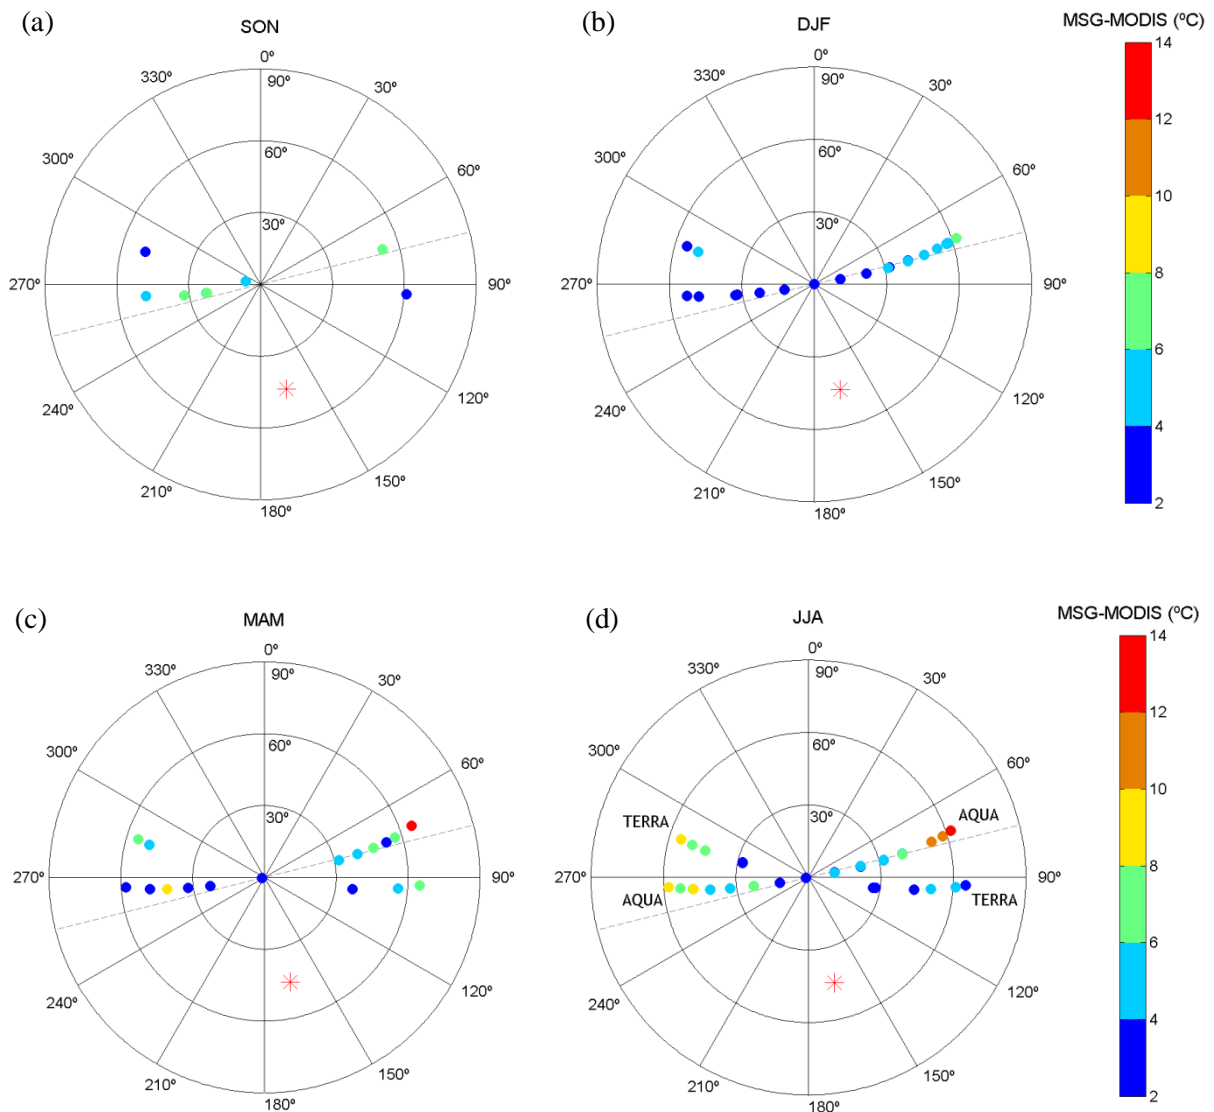 (a)
SON
0º
90º
30º
60º
90º
120º
150º
180º
210º
240º
270º
300º
330º
60º
30º
(b)
DJF
0º
90º
30º
60º
90º
120º
150º
180º
210º
240º
270º
300º
330º
60º
30º
MSG-MODIS (ºC)
14
12
10
8
6
4
2
(c)
MAM
0º
90º
30º
60º
90º
120º
150º
180º
210º
240º
270º
300º
330º
60º
30º
(d)
JJA
0º
90º
30º
60º
90º
120º
150º
180º
210º
240º
270º
300º
330º
60º
30º
TERRA
AQUA
AQUA
TERRA
MSG-MODIS (ºC)
14
12
10
8
6
4
2